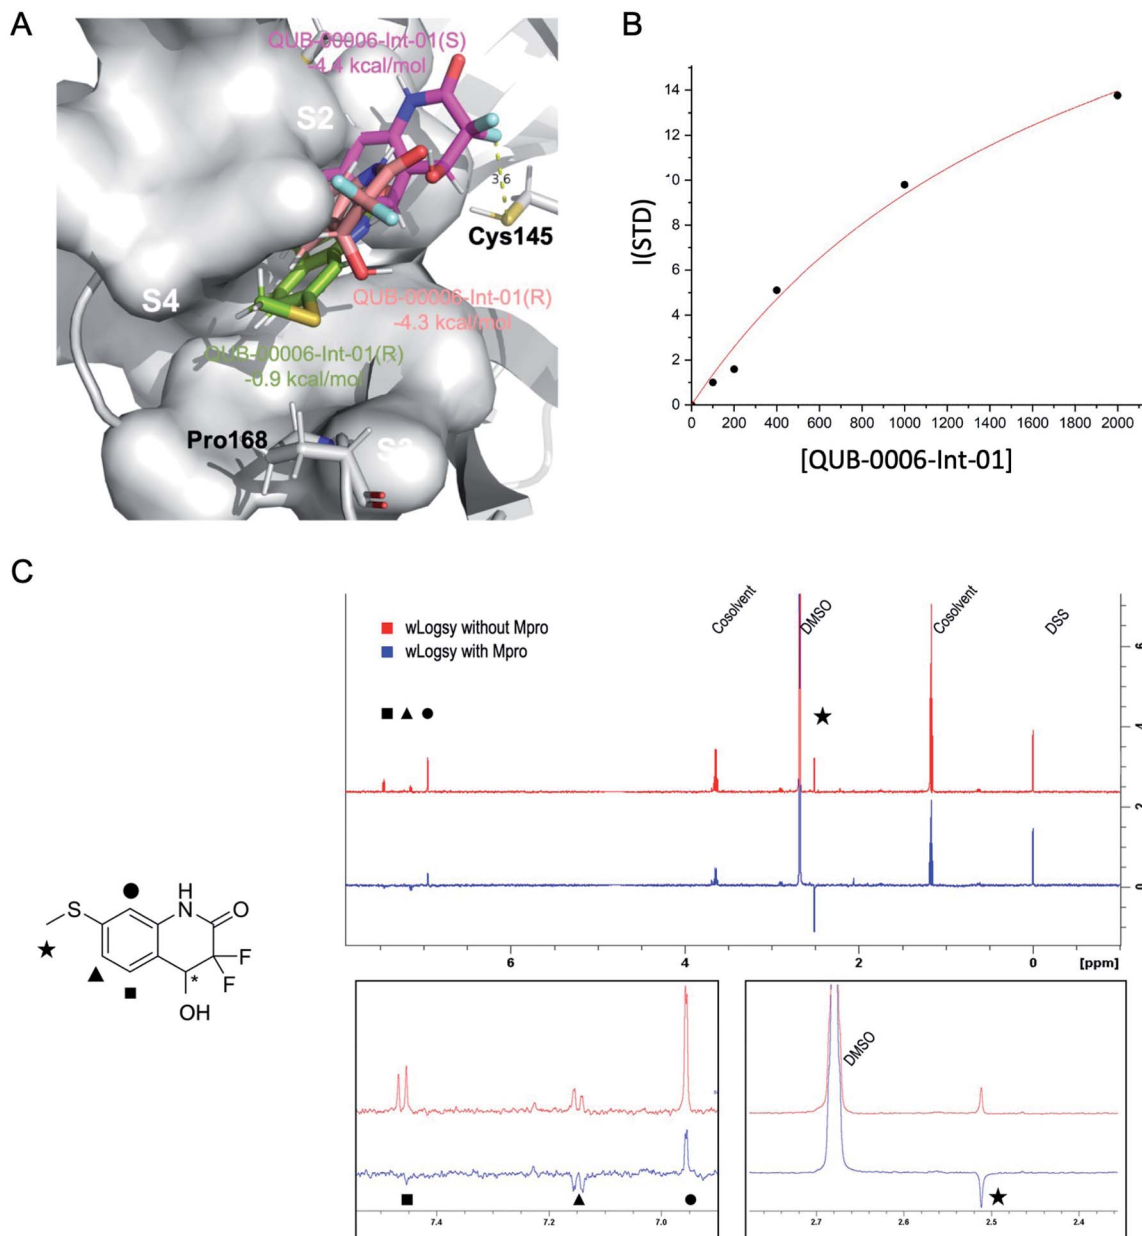 A
QUB-00006-Int-01(S)
-4.4 kcal/mol
S2
3.6
Cys145
S4
QUB-00006-Int-01(R)
-4.3 kcal/mol
QUB-00006-Int-01(R)
-0.9 kcal/mol
Pro168
B
14
12
10
8
6
4
2
0
I(STD)
0 200 400 600 800 1000 1200 1400 1600 1800 2000
[QUB-0006-Int-01]
C
wLogsy without Mpro
wLogsy with Mpro
Cosolvent
DMSO
Cosolvent
DSS
6
4
2
0
6 4 2 0 [ppm]
H
N
S
O
F
F
*
OH
7.4 7.2 7.0
DMSO
2.7 2.6 2.5 2.4